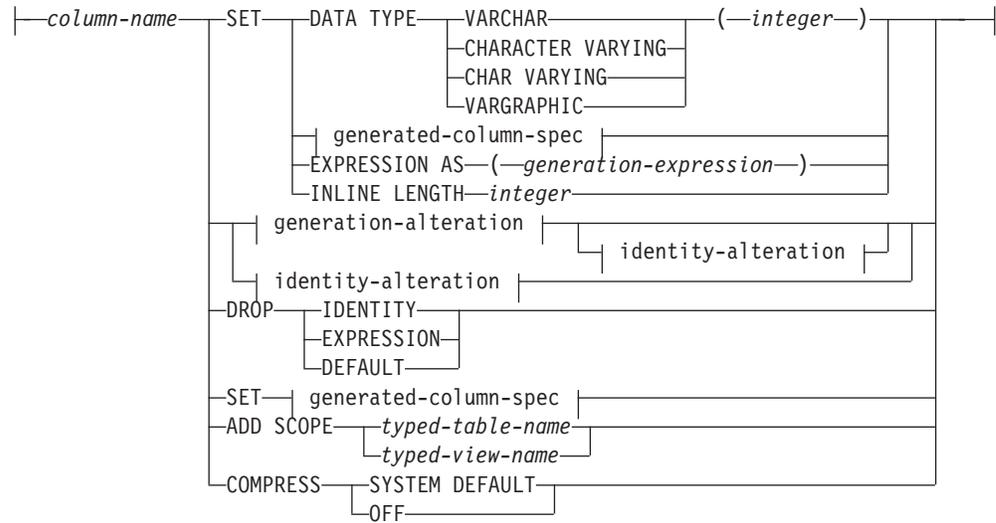 column-name SET DATA TYPE VARCHAR ( integer )
CHARACTER VARYING
CHAR VARYING
VARGRAPHIC
generated-column-spec
EXPRESSION AS ( generation-expression )
INLINE LENGTH integer
generation-alteration
identity-alteration
identity-alteration
DROP IDENTITY
EXPRESSION
DEFAULT
SET generated-column-spec
ADD SCOPE typed-table-name
typed-view-name
COMPRESS SYSTEM DEFAULT
OFF